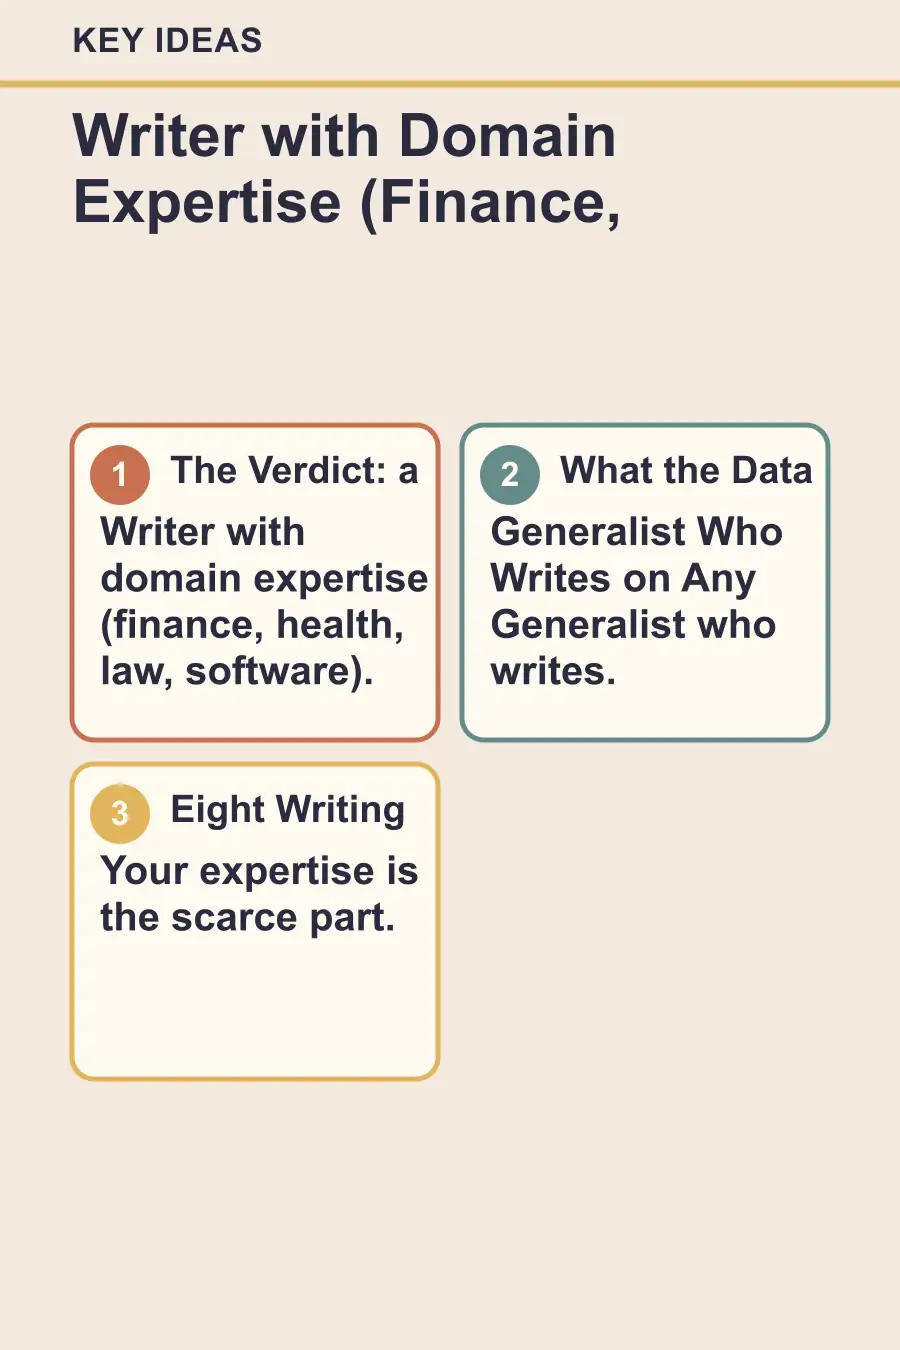 KEY IDEAS
Writer with Domain
Expertise (Finance,
1 The Verdict: a
Writer with
domain expertise
(finance, health,
law, software).
2 What the Data
Generalist Who
Writes on Any
Generalist who
writes.
3 Eight Writing
Your expertise is
the scarce part.